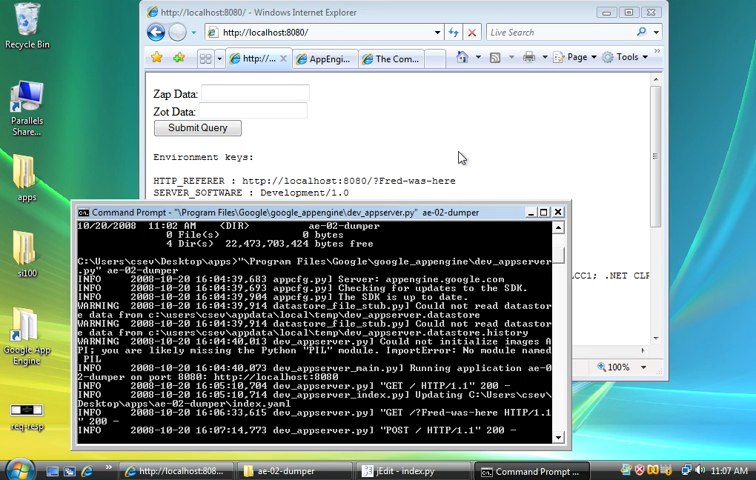 http://localhost:8080/ - Windows Internet Explorer
http://localhost:8080/
Live Search
http://...
AppEngi...
The Com...
Page
Tools
Zap Data:
Zot Data:
Submit Query
Environment keys:
HTTP_REFERER : http://localhost:8080/?Fred-was-here
SERVER_SOFTWARE : Development/1.0
LCC1; .NET CLR
100%
Recycle Bin
Parallels
Share...
apps
si100
Google App
Engine
req-resp
Command Prompt - "\Program Files\Google\google_appengine\dev_appserver.py" ae-02-dumper
10/20/2008 11:02 AM <DIR> ae-02-dumper
0 File(s) 0 bytes
4 Dir(s) 22,473,703,424 bytes free
C:\Users\csev\Desktop\apps>"\Program Files\Google\google_appengine\dev_appserver
.py" ae-02-dumper
INFO 2008-10-20 16:04:39,683 appcfg.py] Server: appengine.google.com
INFO 2008-10-20 16:04:39,693 appcfg.py] Checking for updates to the SDK.
INFO 2008-10-20 16:04:39,904 appcfg.py] The SDK is up to date.
WARNING 2008-10-20 16:04:39,914 datastore_file_stub.py] Could not read datastor
e data from c:\users\csev\appdata\local\temp\dev_appserver.datastore
WARNING 2008-10-20 16:04:39,914 datastore_file_stub.py] Could not read datastor
e data from c:\users\csev\appdata\local\temp\dev_appserver.datastore.history
WARNING 2008-10-20 16:04:40,013 dev_appserver.py] Could not initialize images A
PI; you are likely missing the Python "PIL" module. ImportError: No module named
PIL
INFO 2008-10-20 16:04:40,073 dev_appserver_main.py] Running application ae-0
2-dumper on port 8080: http://localhost:8080
INFO 2008-10-20 16:05:10,704 dev_appserver.py] "GET / HTTP/1.1" 200 -
INFO 2008-10-20 16:05:10,714 dev_appserver_index.py] Updating C:\Users\csev\
Desktop\apps\ae-02-dumper\index.yaml
INFO 2008-10-20 16:06:33,615 dev_appserver.py] "GET /?Fred-was-here HTTP/1.1
" 200 -
INFO 2008-10-20 16:07:14,773 dev_appserver.py] "POST / HTTP/1.1" 200 -
http://localhost:808...
ae-02-dumper
jEdit - index.py
Command Prompt ...
11:07 AM